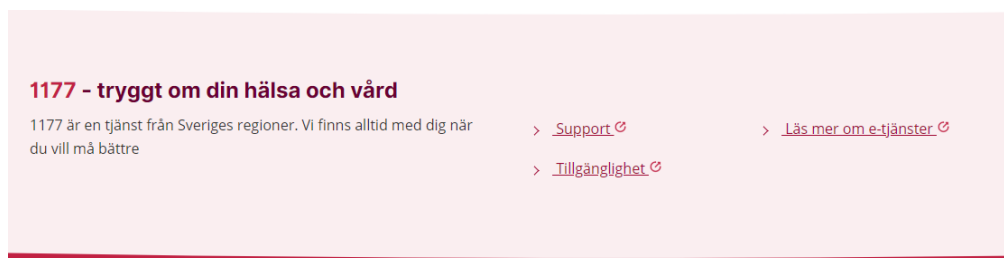 1177 - tryggt om din hälsa och vård
1177 är en tjänst från Sveriges regioner. Vi finns alltid med dig när
du vill må bättre
Support
Tillgänglighet
Läs mer om e-tjänster